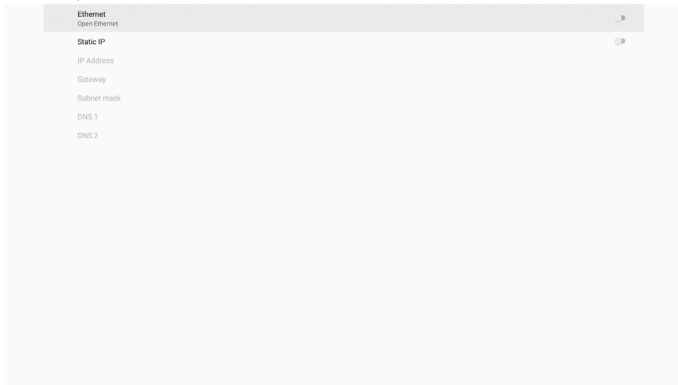 Ethernet
Open Ethernet
Static IP
IP Address
Gateway
Subnet mask
DNS 1
DNS 2